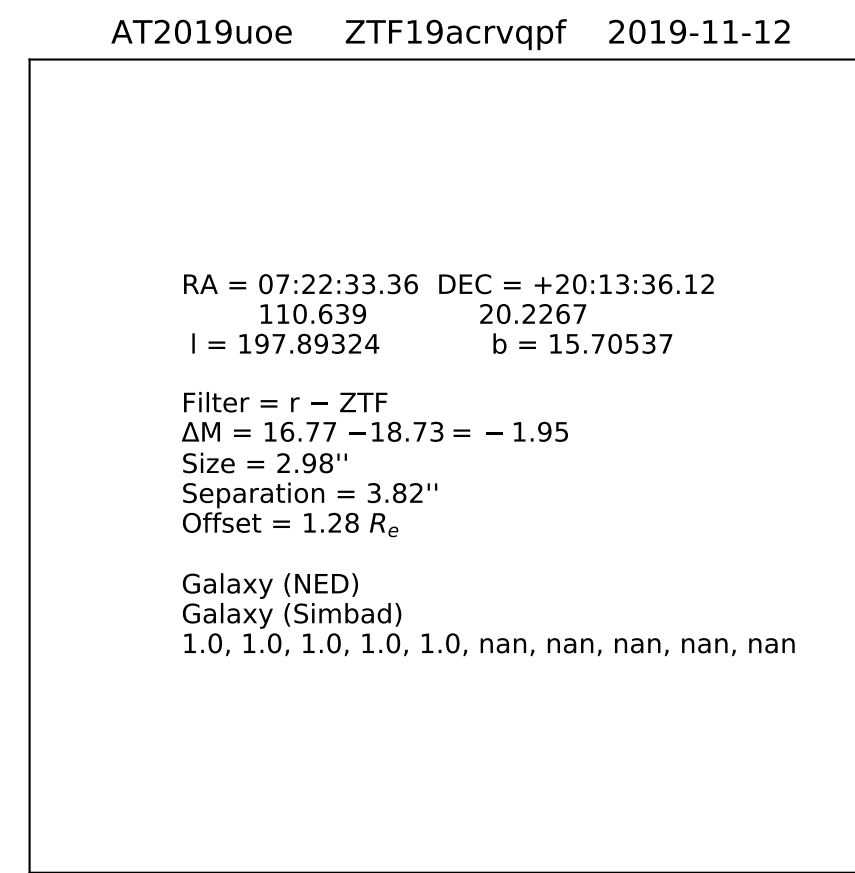 AT2019uoe ZTF19acrvqpf 2019-11-12
RA = 07:22:33.36 DEC = +20:13:36.12
110.639 20.2267
l = 197.89324 b = 15.70537
Filter = r − ZTF
ΔM = 16.77 −18.73 = − 1.95
Size = 2.98''
Separation = 3.82''
Offset = 1.28 Re
Galaxy (NED)
Galaxy (Simbad)
1.0, 1.0, 1.0, 1.0, 1.0, nan, nan, nan, nan, nan